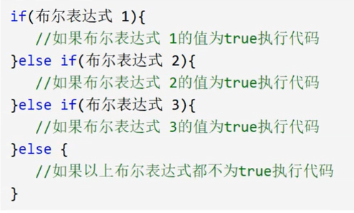 if(布尔表达式 1){
//如果布尔表达式 1的值为true执行代码
}else if(布尔表达式 2){
//如果布尔表达式 2的值为true执行代码
}else if(布尔表达式 3){
//如果布尔表达式 3的值为true执行代码
}else {
//如果以上布尔表达式都不为true执行代码
}